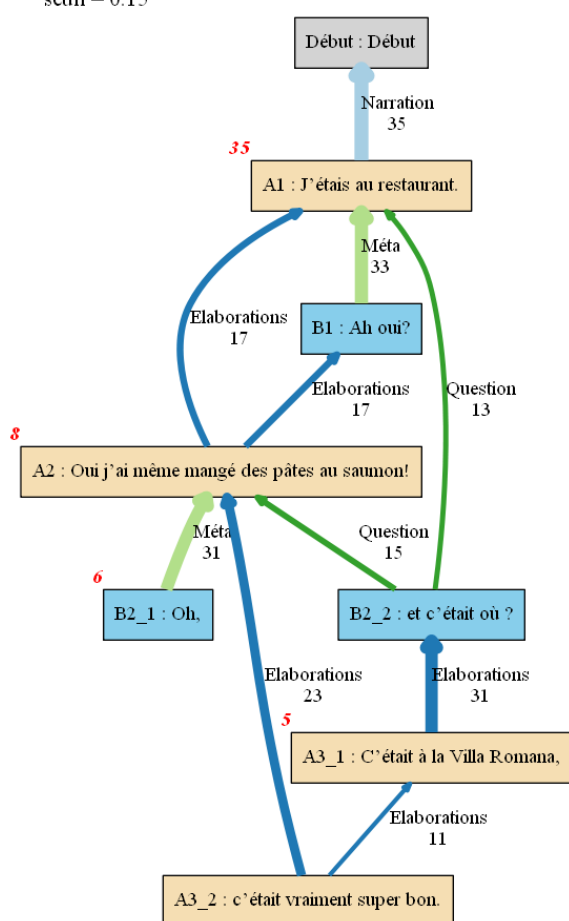 seuil = 0.15
Début : Début
Narration
35
35
A1 : J'étais au restaurant.
Méta
33
B1 : Ah oui?
Elaborations
17
Elaborations
17
Question
13
8
A2 : Oui j'ai même mangé des pâtes au saumon!
Méta
31
Question
15
6
B2_1 : Oh,
B2_2 : et c'était où ?
Elaborations
23
Elaborations
31
5
A3_1 : C'était à la Villa Romana,
Elaborations
11
A3_2 : c'était vraiment super bon.